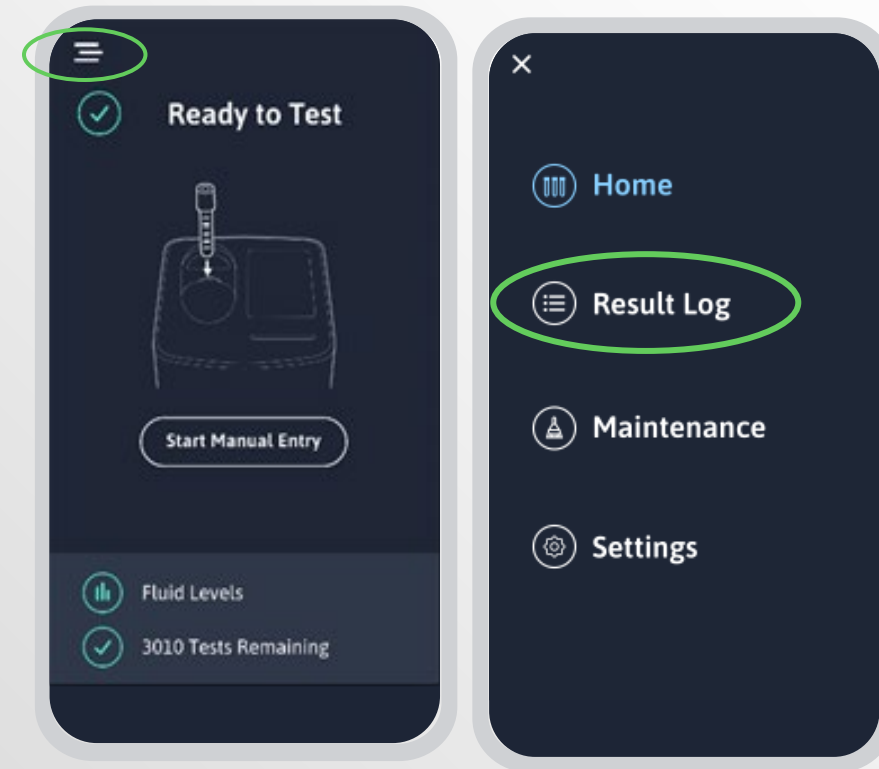 Ready to Test
Start Manual Entry
Fluid Levels
3010 Tests Remaining
Home
Result Log
Maintenance
Settings